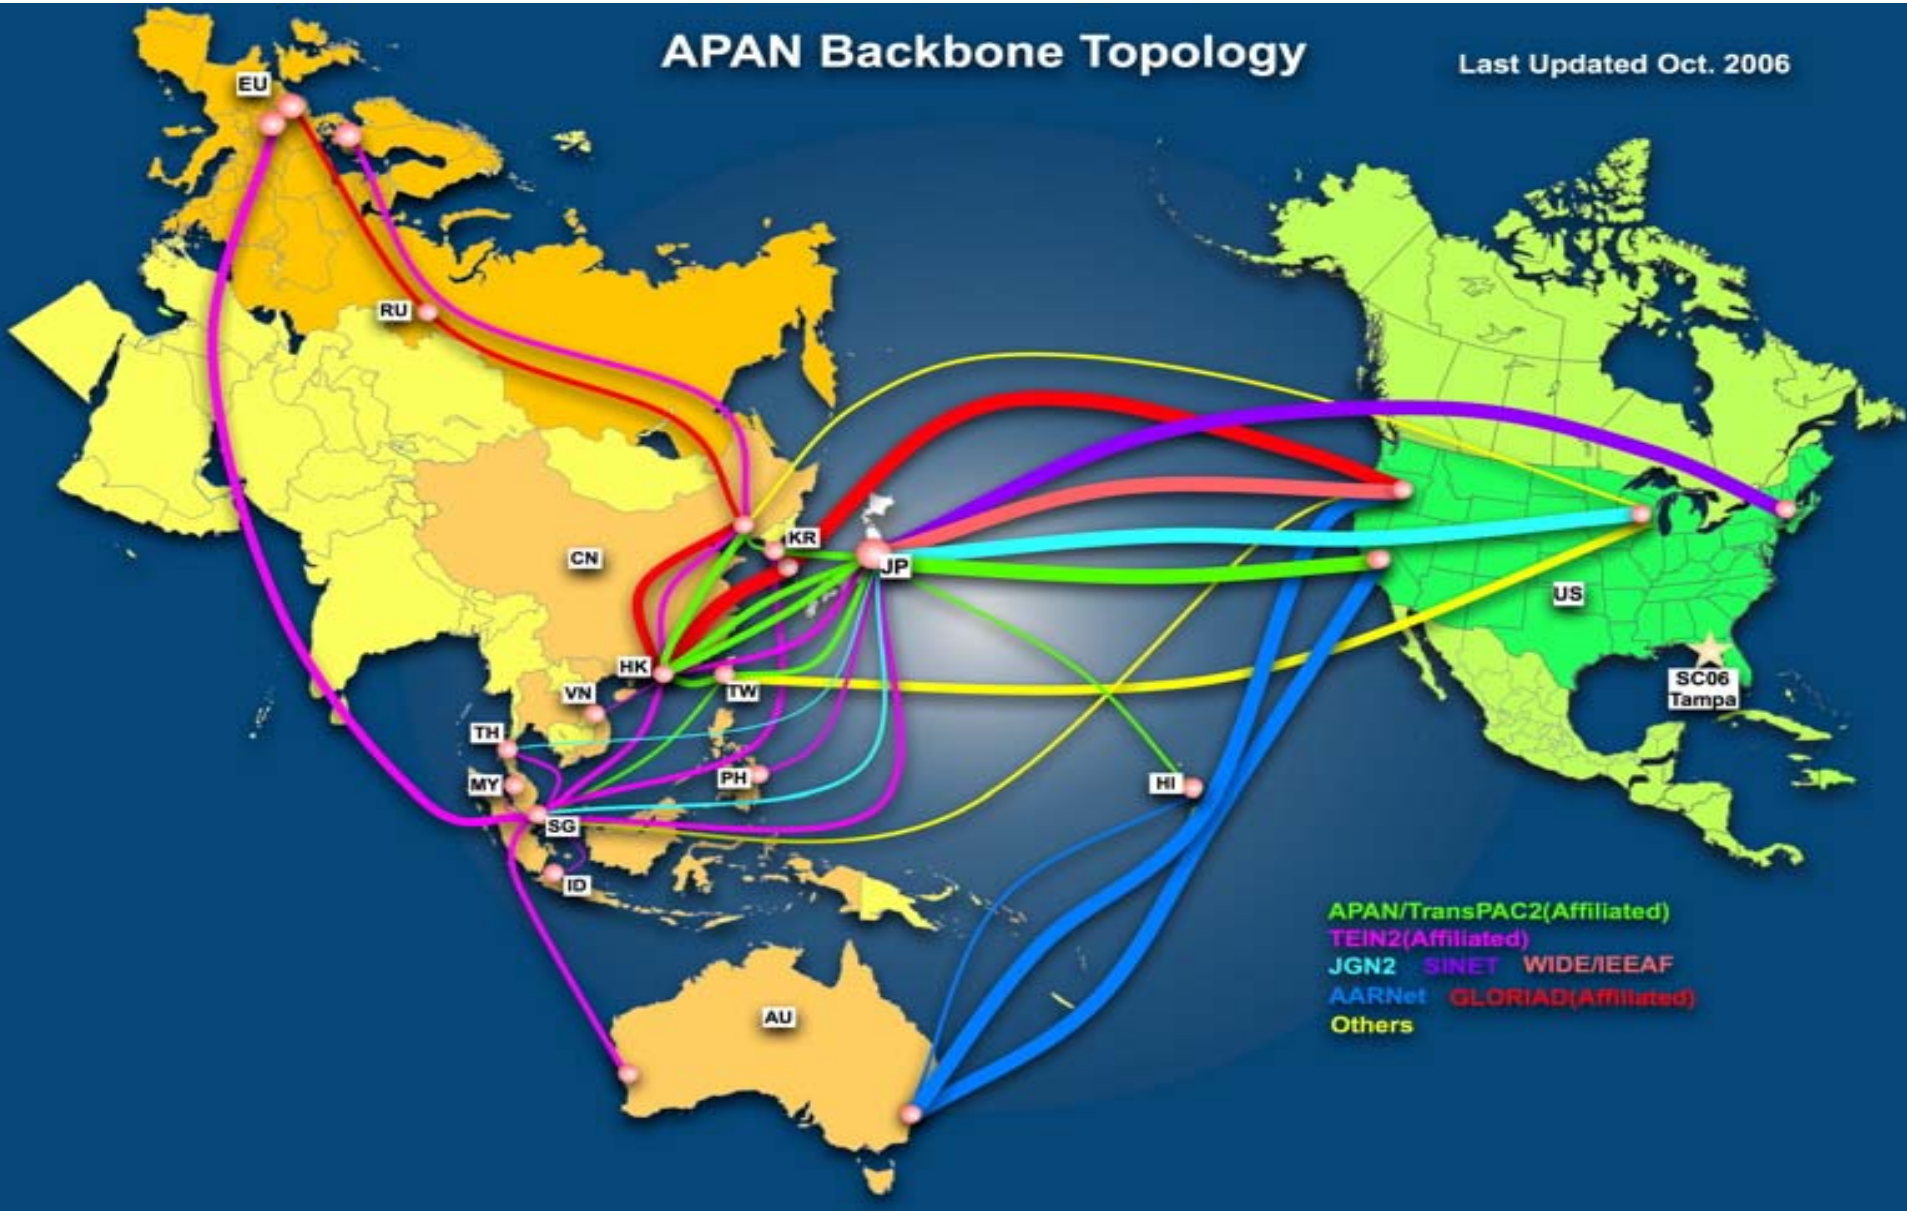 APAN Backbone Topology
Last Updated Oct. 2006
EU
RU
KR
CN
JP
US
HK
TW
VN
SC06
Tampa
TH
MY
PH
HI
SG
ID
APAN/TransPAC2(Affiliated)
TEIN2(Affiliated)
JGN2 SINET WIDE/IEEAF
AARNet GLORIAD(Affiliated)
Others
AU